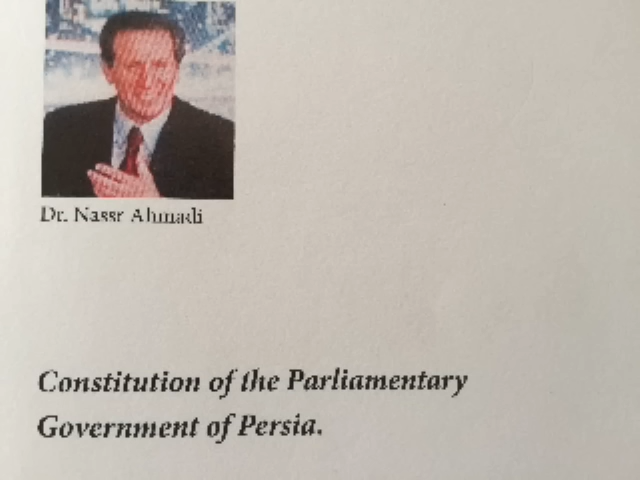 Dr. Nassr Ahmadi
Constitution of the Parliamentary
Government of Persia.